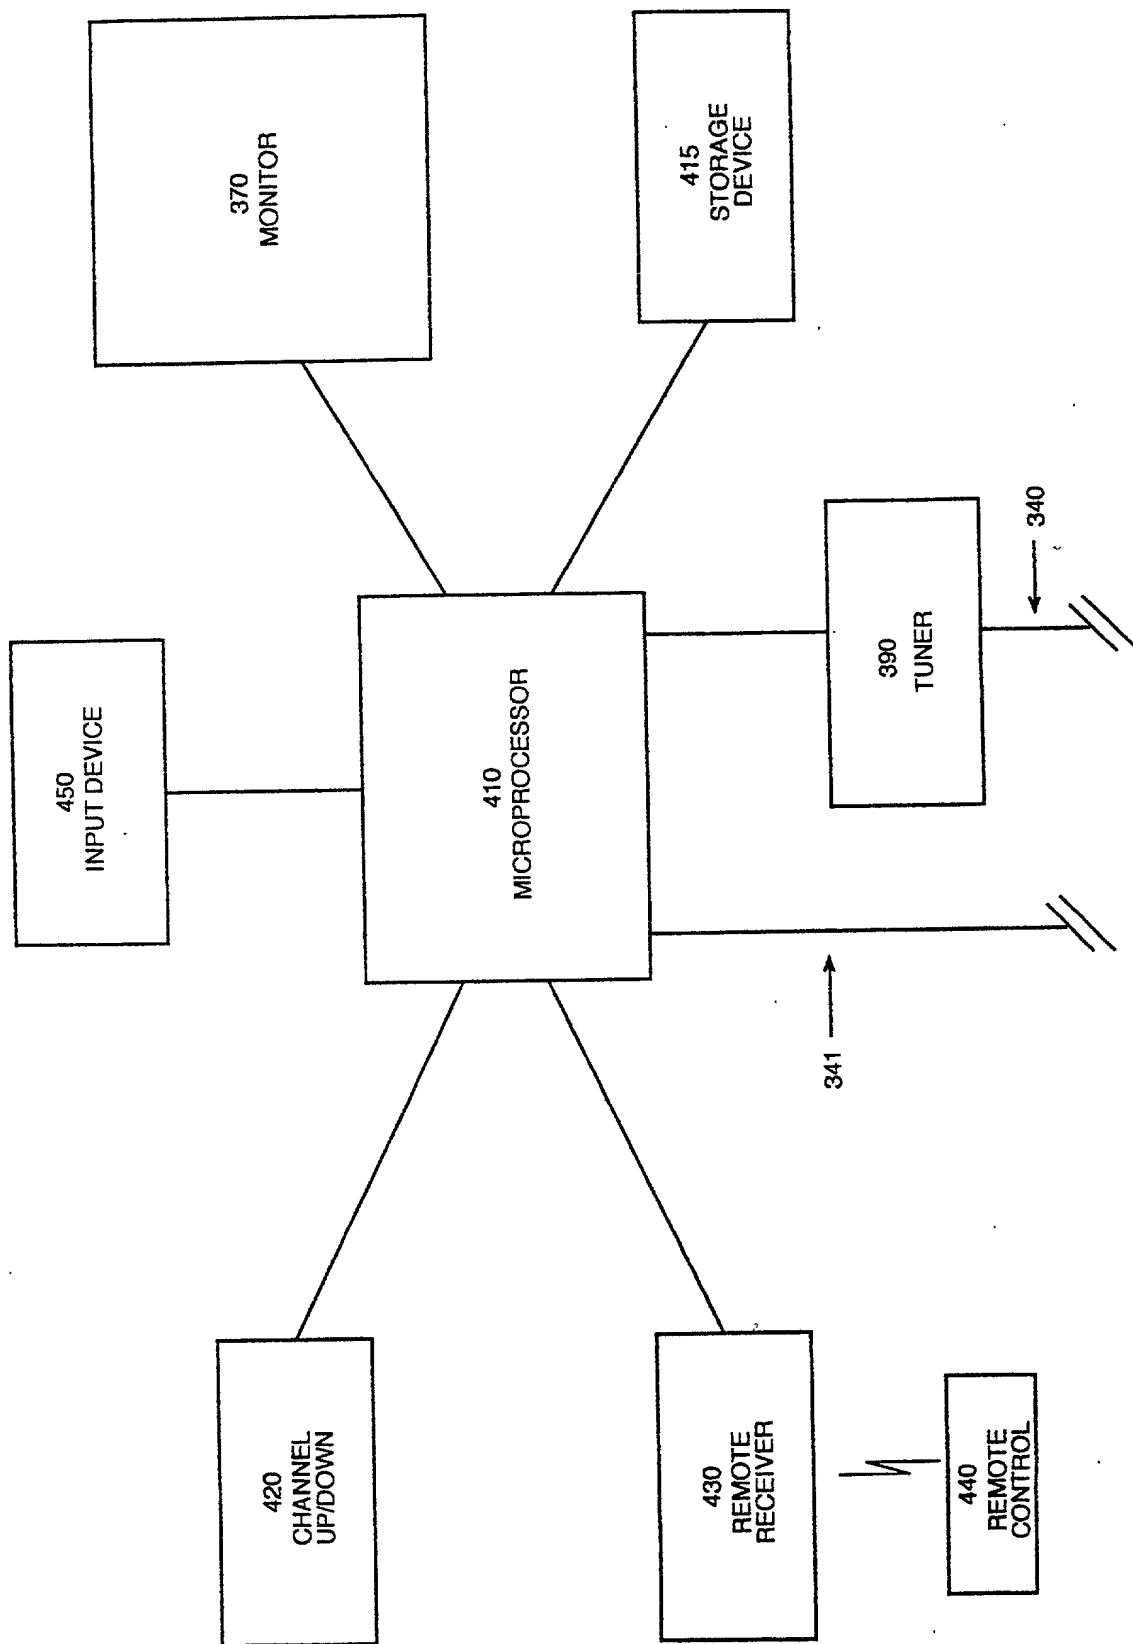 420
CHANNEL
UP/DOWN
450
INPUT DEVICE
370
MONITOR
410
MICROPROCESSOR
430
REMOTE
RECEIVER
415
STORAGE
DEVICE
341
390
TUNER
440
REMOTE
CONTROL
340